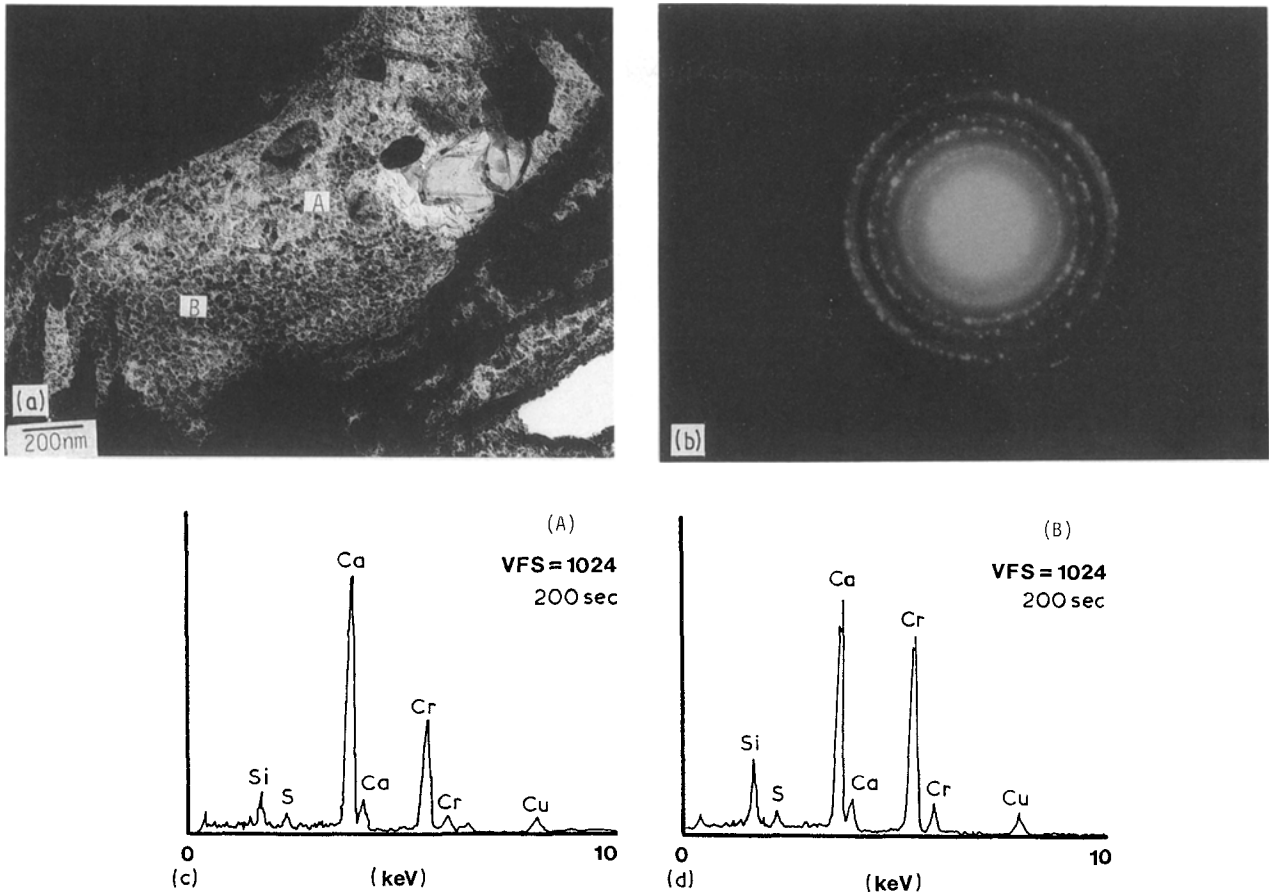 A
B
(a)
200nm
(b)
(A)
VFS = 1024
200 sec
Ca
Cr
Si
S
Ca
Cr
Cu
0
10
(c)
(keV)
(B)
VFS = 1024
200 sec
Ca
Cr
Si
S
Ca
Cr
Cu
0
10
(d)
(keV)